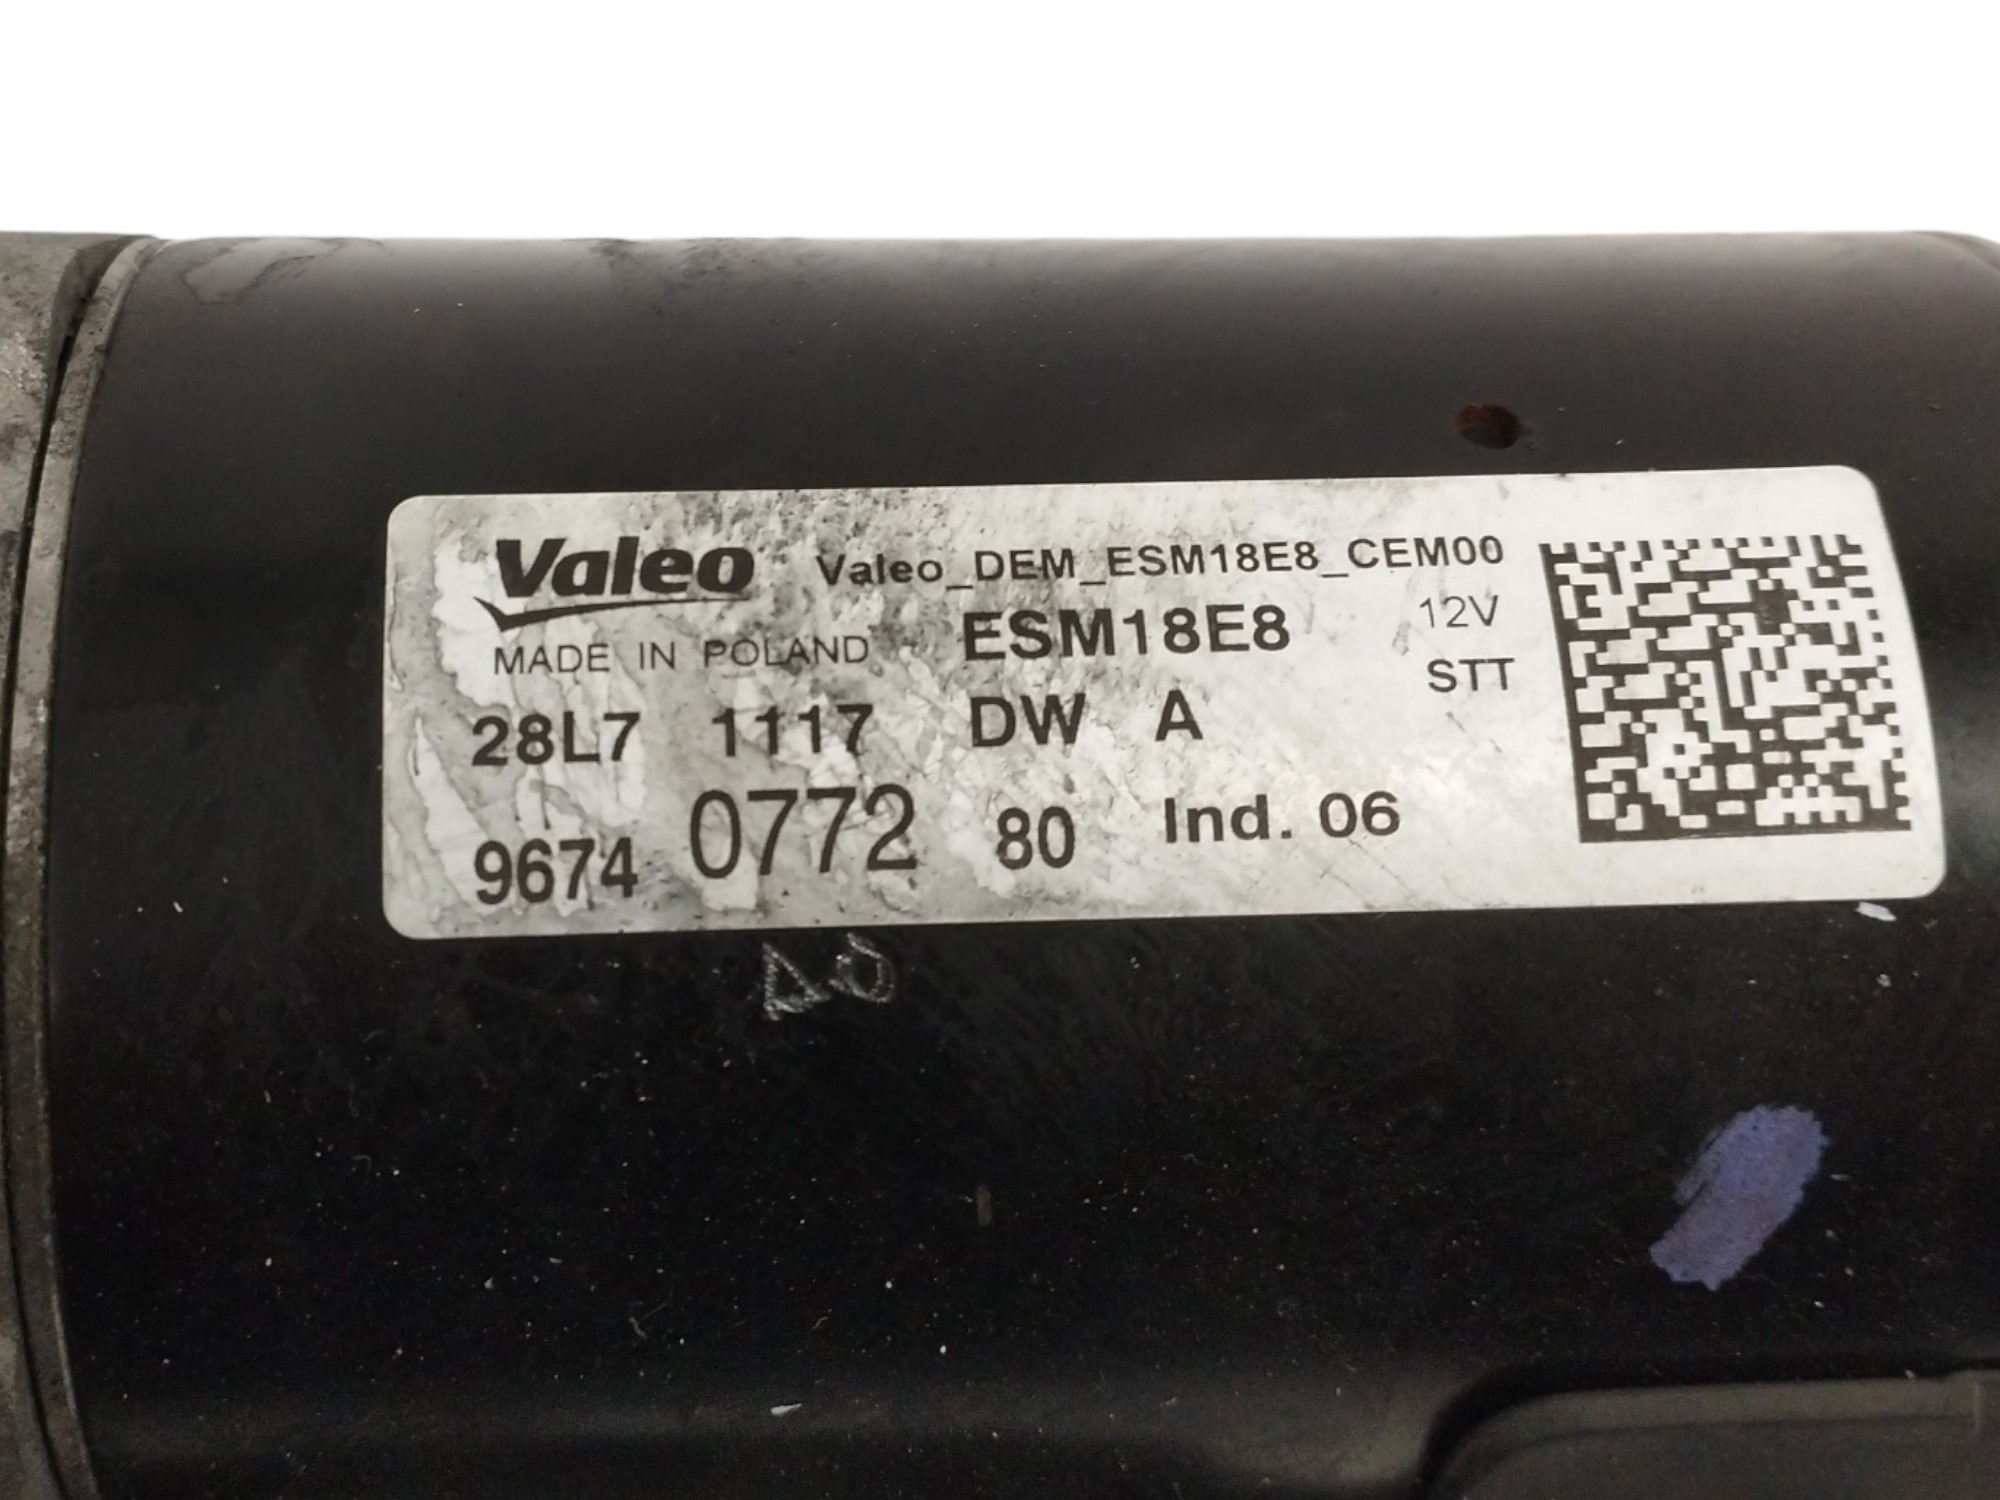 Valeo Valeo_DEM_ESM18E8_CEM00
MADE IN POLAND ESM18E8 12V
STT
28L7 1117 DW A
9674 0772 80 Ind. 06